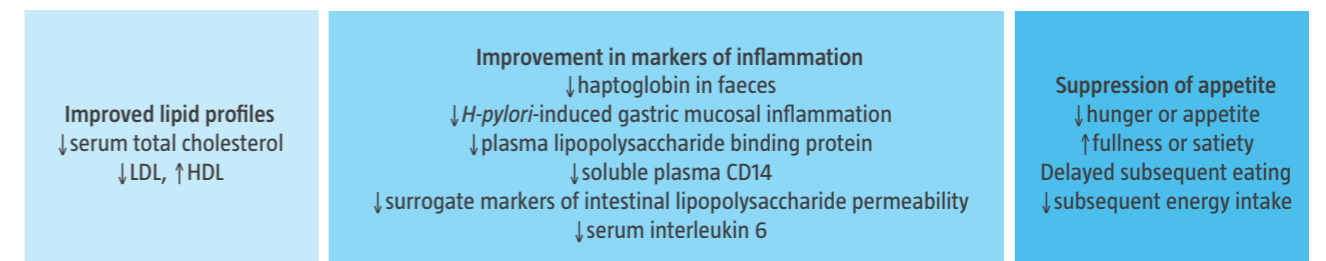 Improved lipid profiles
↓serum total cholesterol
↓LDL, ↑HDL
Improvement in markers of inflammation
↓haptoglobin in faeces
↓H-pylori-induced gastric mucosal inflammation
↓plasma lipopolysaccharide binding protein
↓soluble plasma CD14
↓surrogate markers of intestinal lipopolysaccharide permeability
↓serum interleukin 6
Suppression of appetite
↓hunger or appetite
↑fullness or satiety
Delayed subsequent eating
↓subsequent energy intake